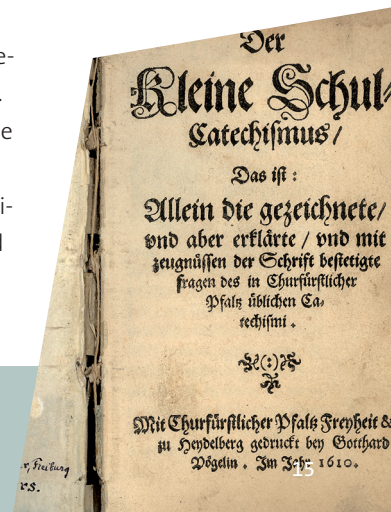 Der
Kleine Schul-
Catechismus /
Das ist :
Allein die gezeichnete /
vnd aber erklärte / vnd mit
zeugnüssen der Schrift bestetigte
fragen des in Churfürstlicher
Pfaltz üblichen Ca-
techismi .
Mit Churfürstlicher Pfaltz Freyheit &c
zu Heydelberg gedruckt bey Gotthard
Vögelin . Im Jahr 1610.
Freiburg
15